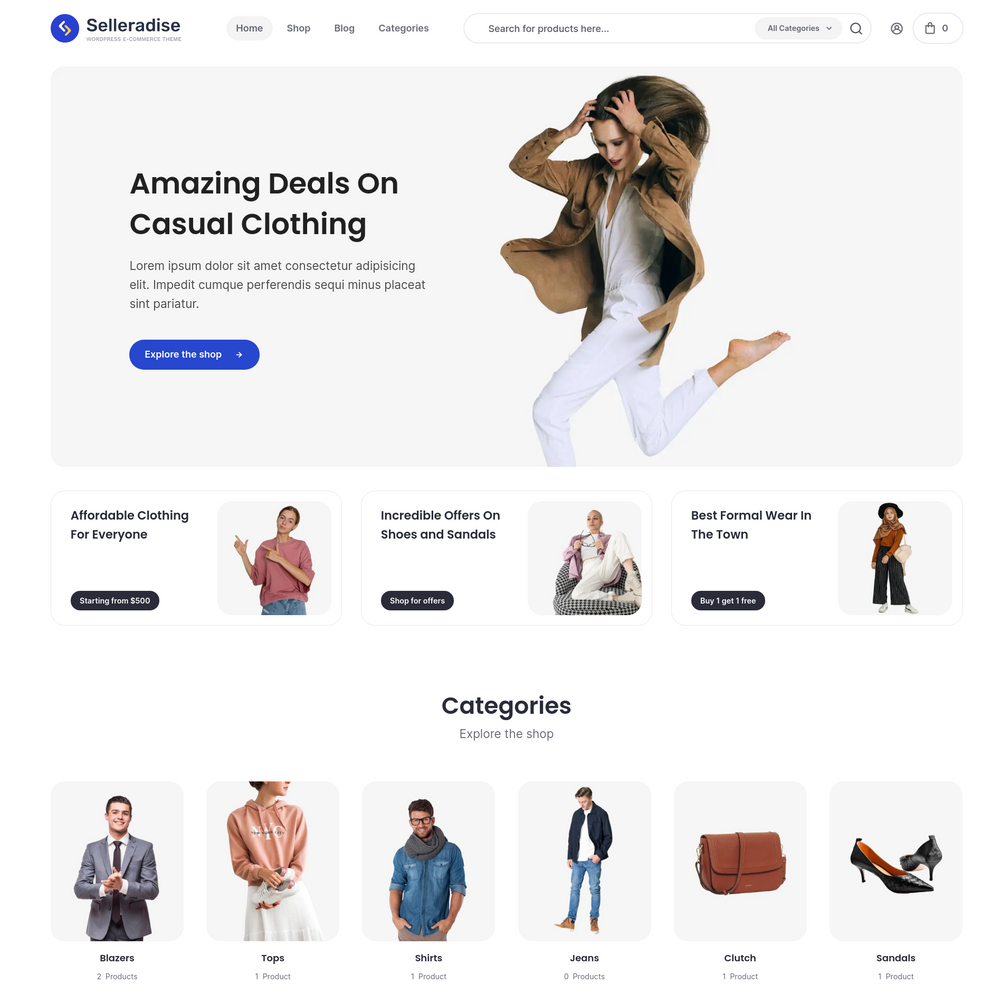 Selleradise
WORDPRESS E-COMMERCE THEME
Home
Shop
Blog
Categories
Search for products here...
All Categories
0
Amazing Deals On
Casual Clothing
Lorem ipsum dolor sit amet consectetur adipisicing
elit. Impedit cumque perferendis sequi minus placeat
sint pariatur.
Explore the shop
Affordable Clothing
For Everyone
Starting from $500
Incredible Offers On
Shoes and Sandals
Shop for offers
Best Formal Wear In
The Town
Buy 1 get 1 free
Categories
Explore the shop
Blazers
2 Products
Tops
1 Product
Shirts
1 Product
Jeans
0 Products
Clutch
1 Product
Sandals
1 Product